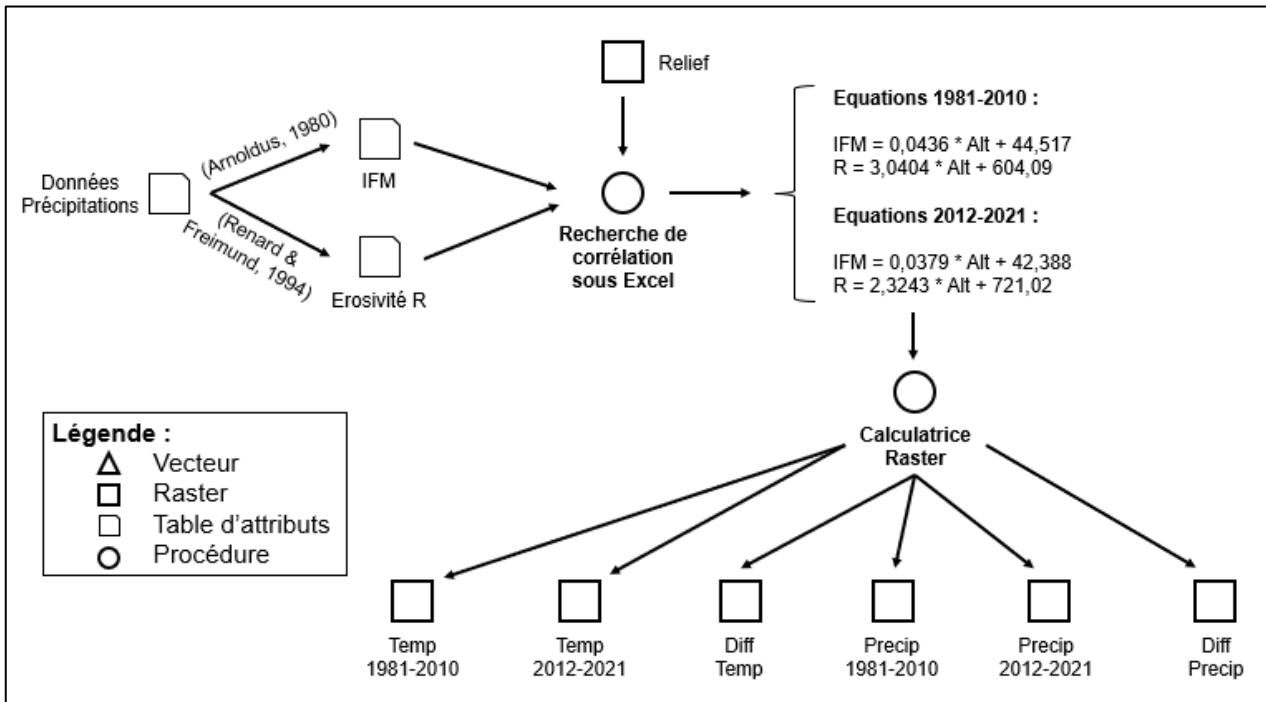 Relief
Equations 1981-2010 :
IFM = 0,0436 * Alt + 44,517
R = 3,0404 * Alt + 604,09
Equations 2012-2021 :
IFM = 0,0379 * Alt + 42,388
R = 2,3243 * Alt + 721,02
Données
Précipitations
(Arnoldus, 1980)
IFM
(Renard &
Freimund, 1994)
Erosivité R
Recherche de
corrélation
sous Excel
Calculatrice
Raster
Légende :
Vecteur
Raster
Table d'attributs
Procédure
Temp
1981-2010
Temp
2012-2021
Diff
Temp
Precip
1981-2010
Precip
2012-2021
Diff
Precip